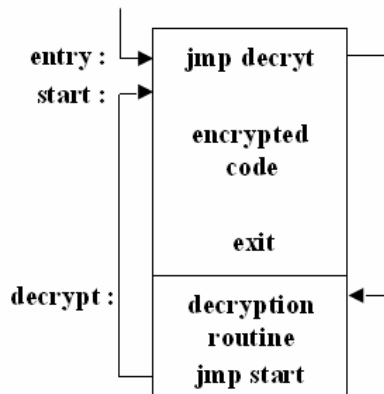 entry :
jmp decryt
start :
encrypted
code
exit
decrypt :
decryption
routine
jmp start